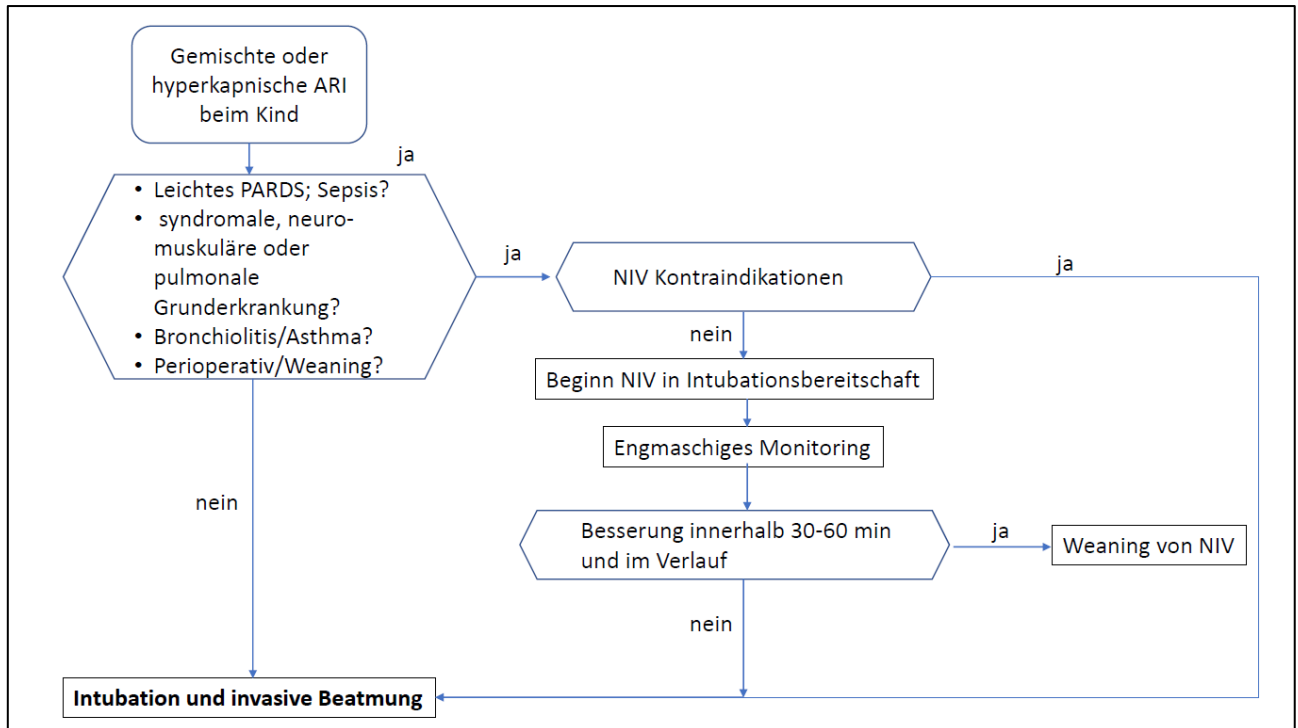 Gemischte oder
hyperkapnische ARI
beim Kind
ja
• Leichtes PARDS; Sepsis?
• syndromale, neuro-
muskuläre oder
pulmonale
Grunderkrankung?
• Bronchiolitis/Asthma?
• Perioperativ/Weaning?
ja
NIV Kontraindikationen
ja
nein
Beginn NIV in Intubationsbereitschaft
Engmaschiges Monitoring
nein
Besserung innerhalb 30-60 min
und im Verlauf
ja
Weaning von NIV
nein
Intubation und invasive Beatmung